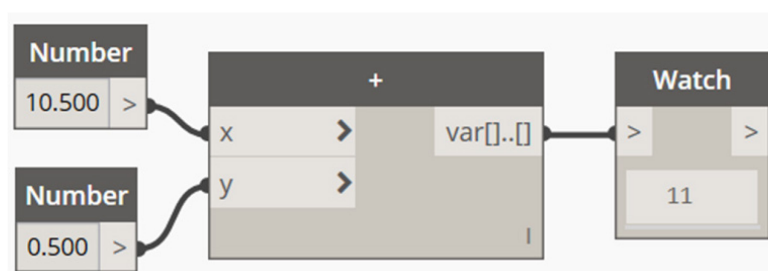 Number
10.500 >
Number
0.500 >
+
x >
y >
var[]..[]
l
Watch
> >
11